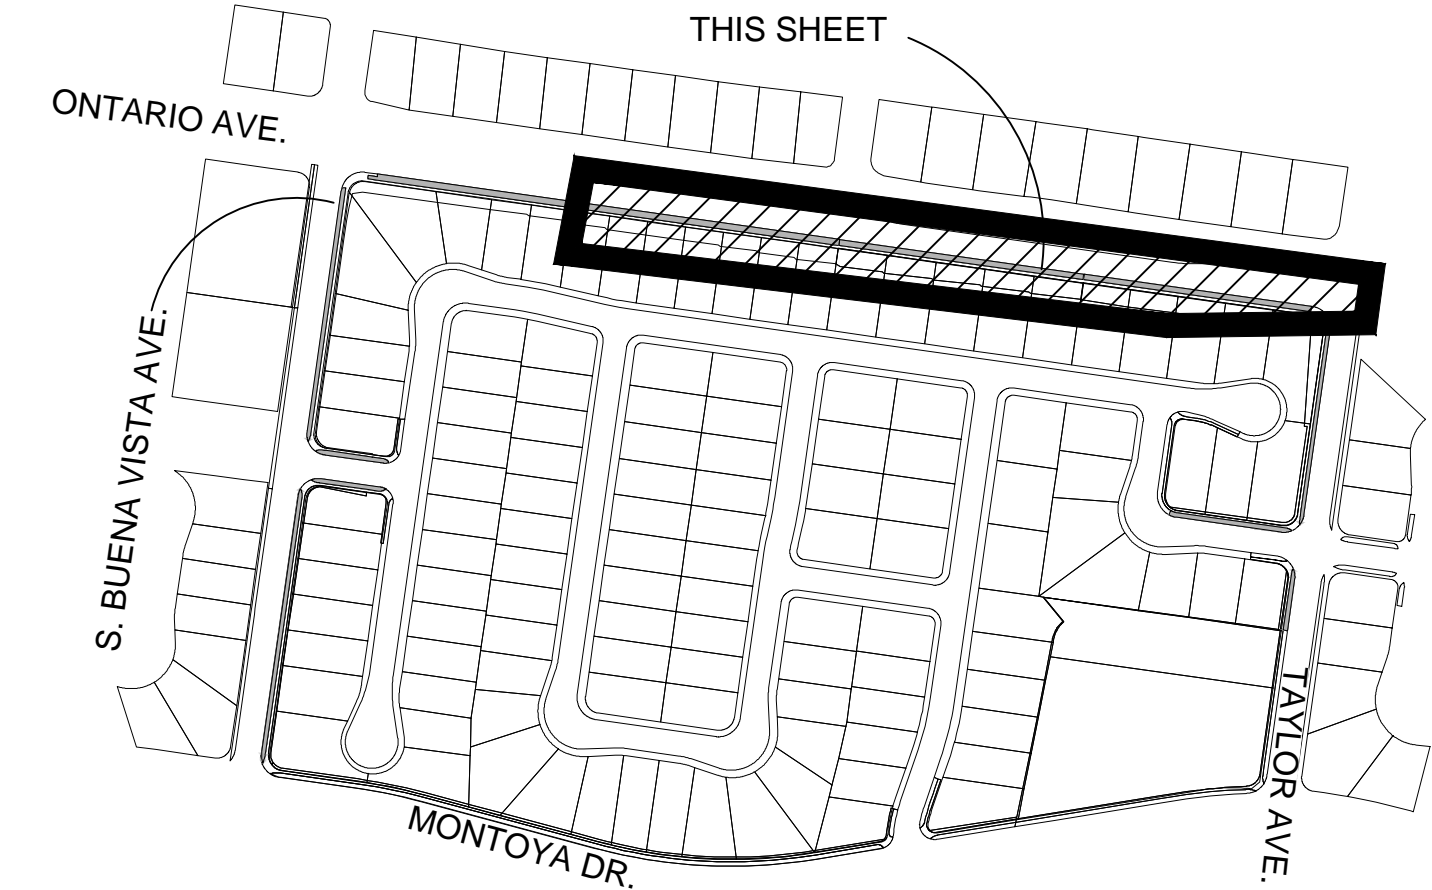 THIS SHEET
ONTARIO AVE.
S. BUENA VISTA AVE.
MONTOYA DR.
TAYLOR AVE.